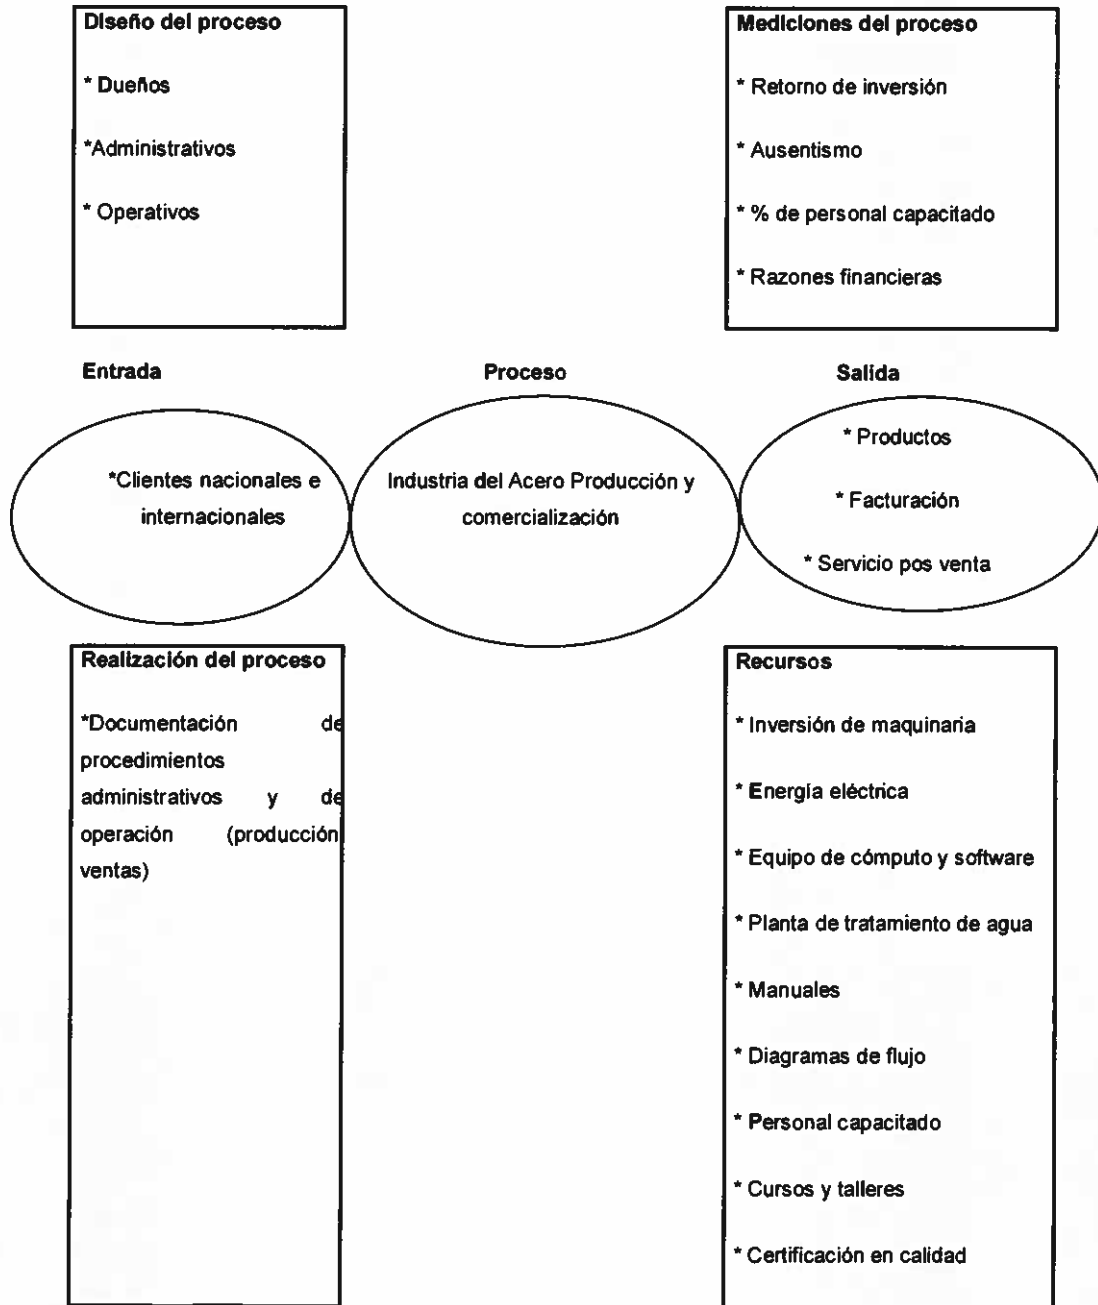 Diseño del proceso
* Dueños
*Administrativos
* Operativos
Mediciones del proceso
* Retorno de inversión
* Ausentismo
* % de personal capacitado
* Razones financieras
Entrada
Proceso
Salida
*Clientes nacionales e
internacionales
Industria del Acero Producción y
comercialización
* Productos
* Facturación
* Servicio pos venta
Realización del proceso
*Documentación de
procedimientos
administrativos y de
operación (producción
ventas)
Recursos
* Inversión de maquinaria
* Energía eléctrica
* Equipo de cómputo y software
* Planta de tratamiento de agua
* Manuales
* Diagramas de flujo
* Personal capacitado
* Cursos y talleres
* Certificación en calidad